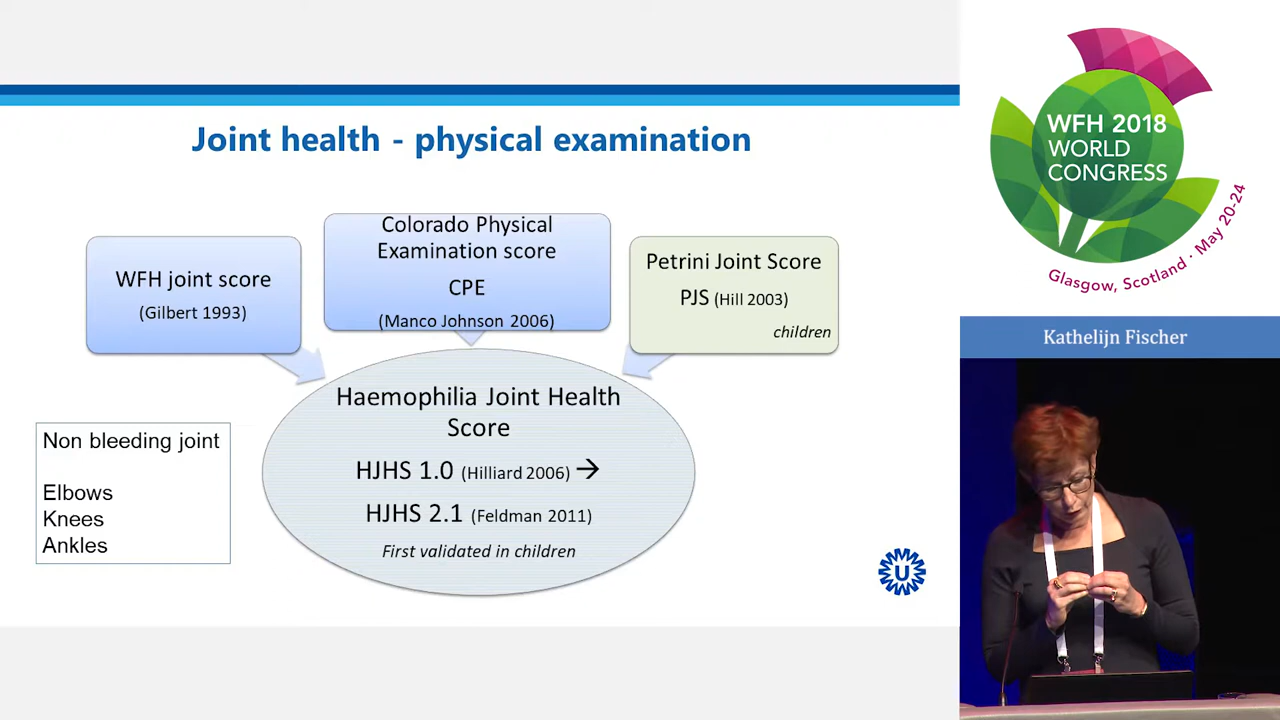 Joint health - physical examination
WFH joint score
(Gilbert 1993)
Colorado Physical
Examination score
CPE
(Manco Johnson 2006)
Petrini Joint Score
PJS (Hill 2003)
children
Haemophilia Joint Health
Score
HJHS 1.0 (Hilliard 2006) →
HJHS 2.1 (Feldman 2011)
First validated in children
Non bleeding joint
Elbows
Knees
Ankles
U
WFH 2018
WORLD
CONGRESS
Glasgow, Scotland · May 20-24
Kathelijn Fischer